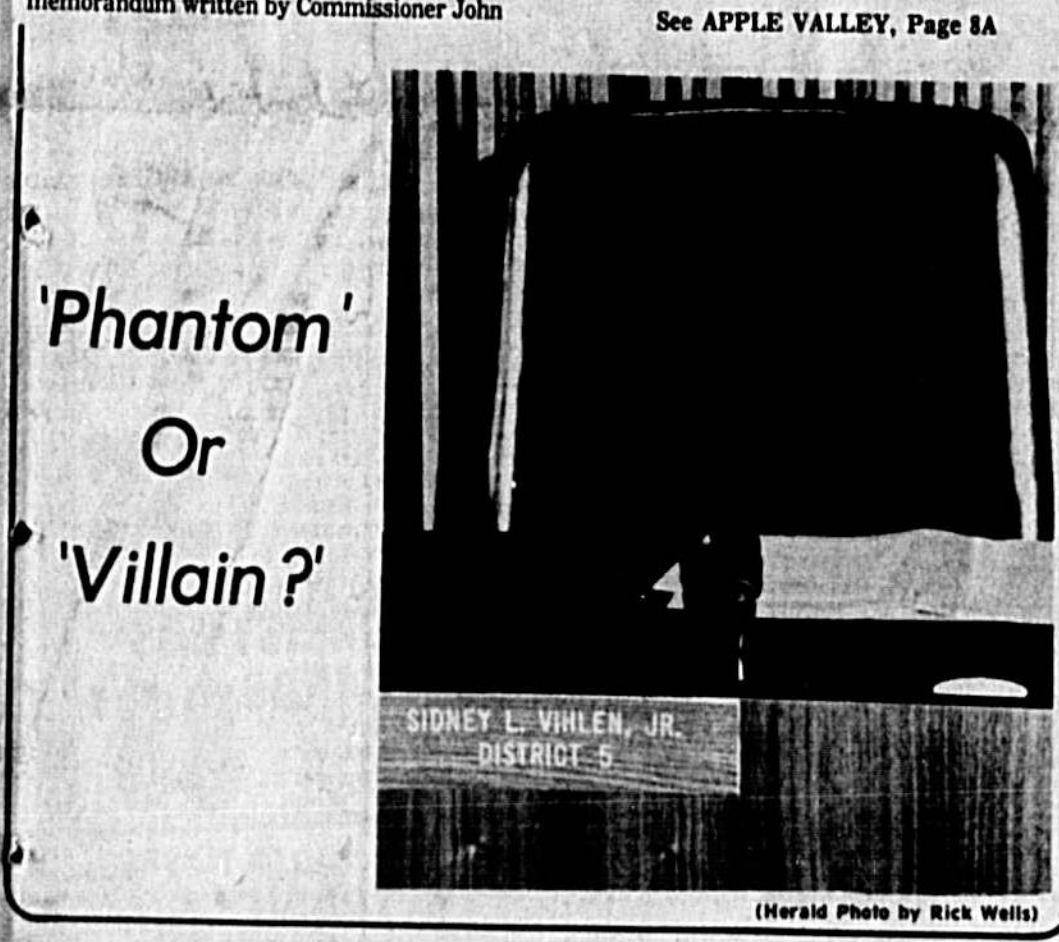 memorandum written by Commissioner John
See APPLE VALLEY, Page 8A
'Phantom'
Or
'Villain?'
SIDNEY L. VIHLEN, JR.
DISTRICT 5
(Herald Photo by Rick Wells)